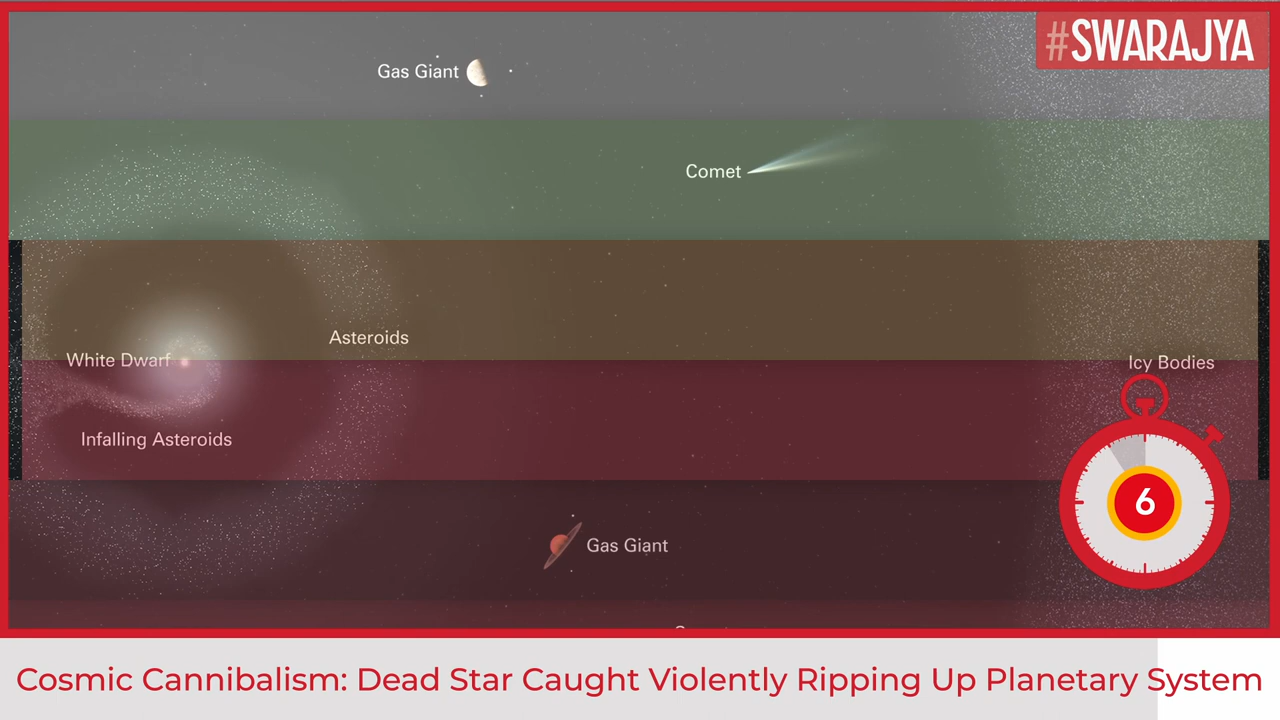 #SWARAJYA
Gas Giant
Comet
Asteroids
White Dwarf
Icy Bodies
Infalling Asteroids
6
Gas Giant
Cosmic Cannibalism: Dead Star Caught Violently Ripping Up Planetary System